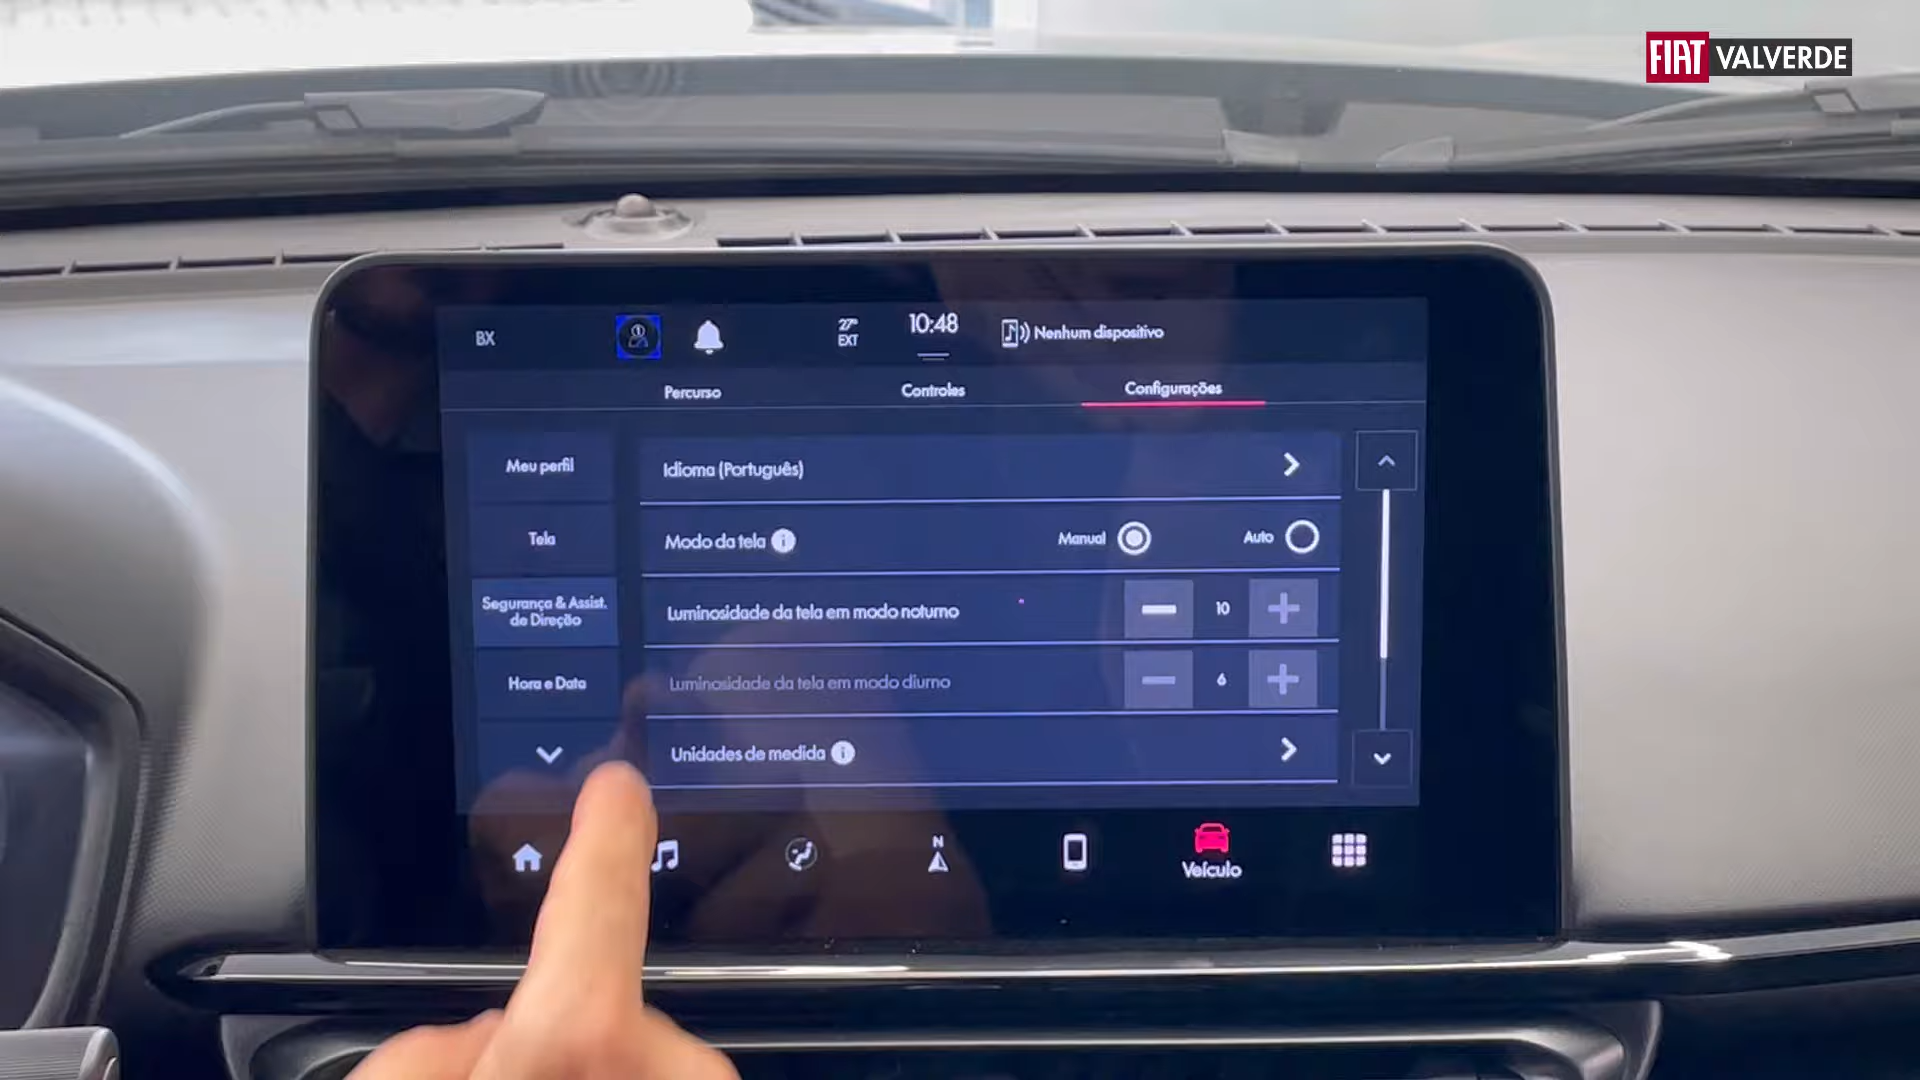 FIAT VALVERDE
BX
27°
EXT
10:48
Nenhum dispositivo
Percurso
Controles
Configurações
Meu perfil
Idioma (Português)
Tela
Modo da tela
Manual
Auto
Segurança & Assist.
de Direção
Luminosidade da tela em modo noturno
10
Hora e Data
Luminosidade da tela em modo diurno
6
Unidades de medida
N
Veículo